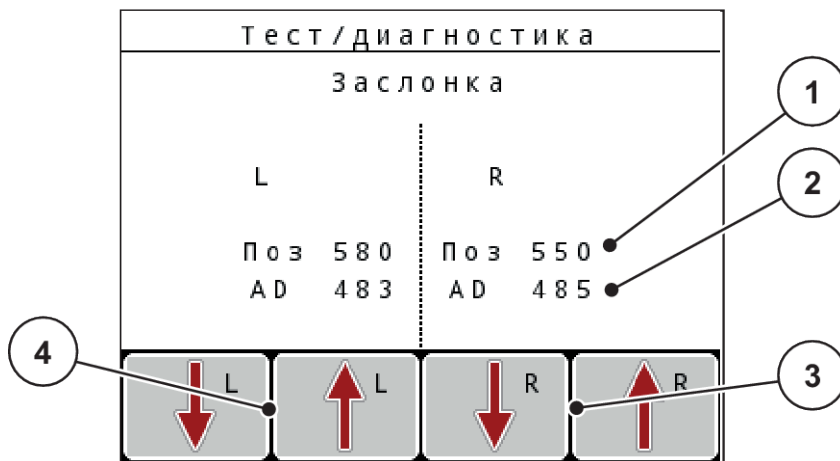 Тест/диагностика
Заслонка
1
2
L R
Поз 580 Поз 550
AD 483 AD 485
4
3
L L R R